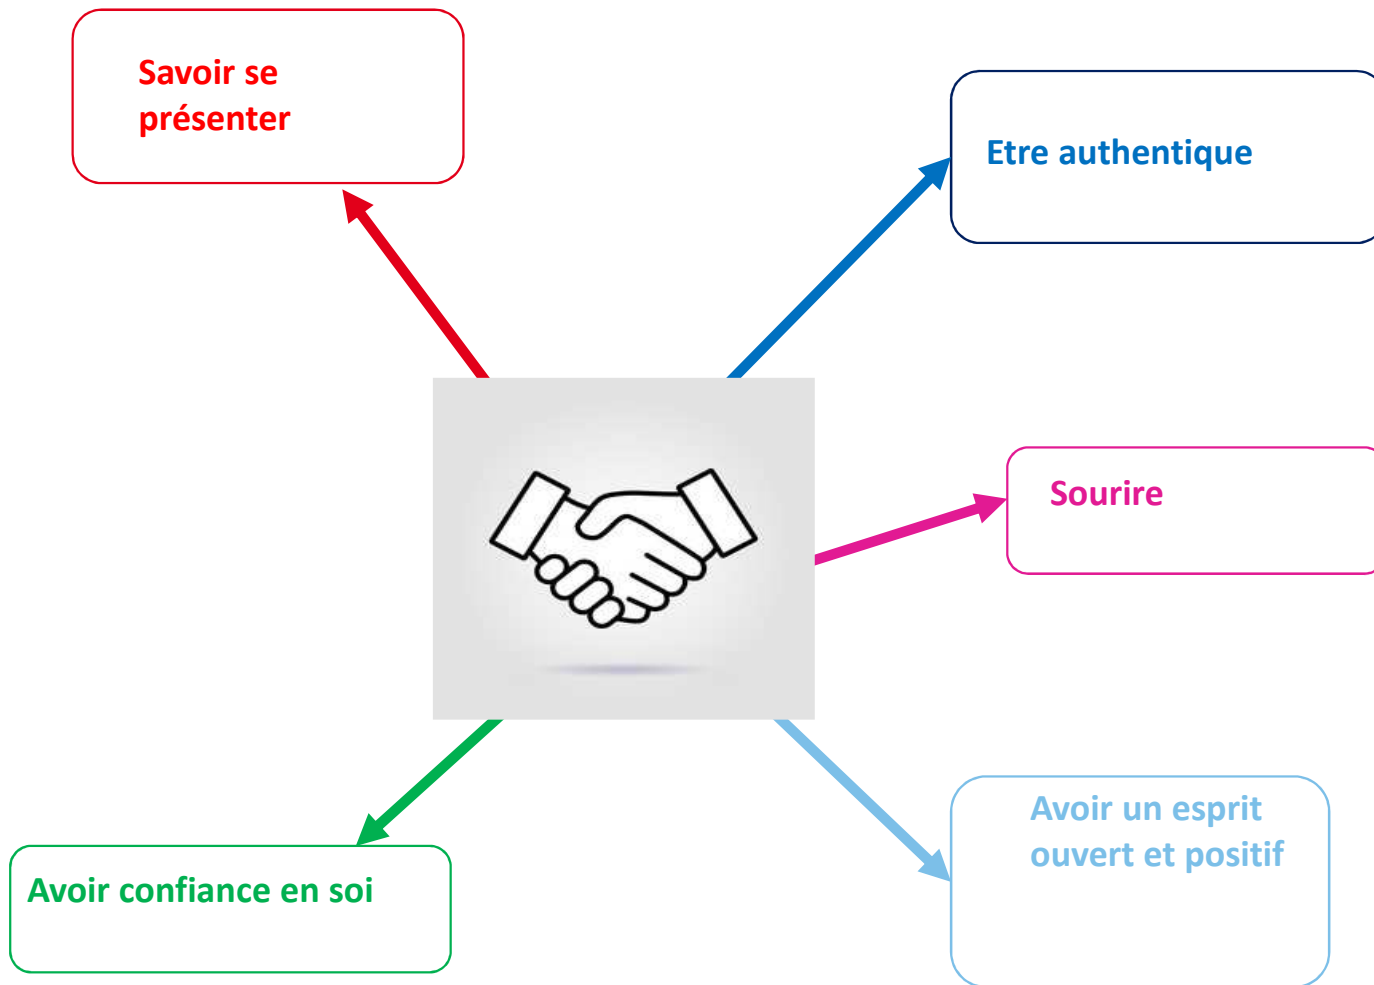 Savoir se
présenter
Etre authentique
Sourire
Avoir un esprit
ouvert et positif
Avoir confiance en soi